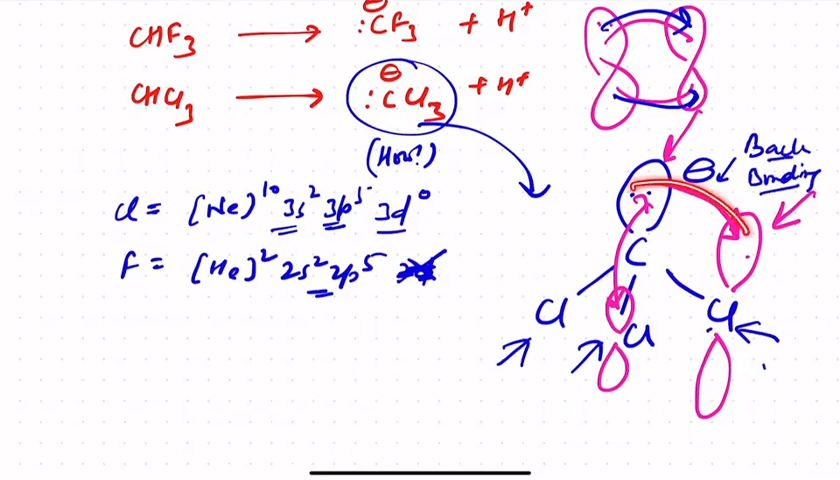 CHF3 ⟶ :CF3 ⊖ + H+
CHCl3 ⟶ :CCl3 ⊖ + H+
(How?)
Cl = [Ne]10 3s2 3p5 3d0
F = [He]2 2s2 2p5
⊖
Back
Bonding
C
Cl
Cl
Cl